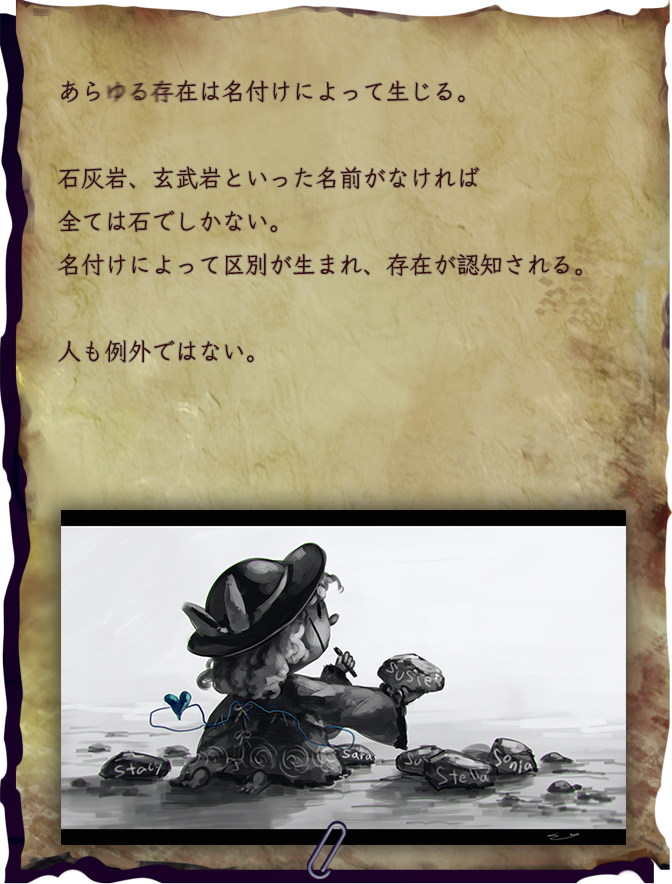 あらゆる存在は名付けによって生じる。
石灰岩、玄武岩といった名前がなければ
全ては石でしかない。
名付けによって区別が生まれ、存在が認知される。
人も例外ではない。
Susie
Stacy
Sara
Su
Stella
Sonia